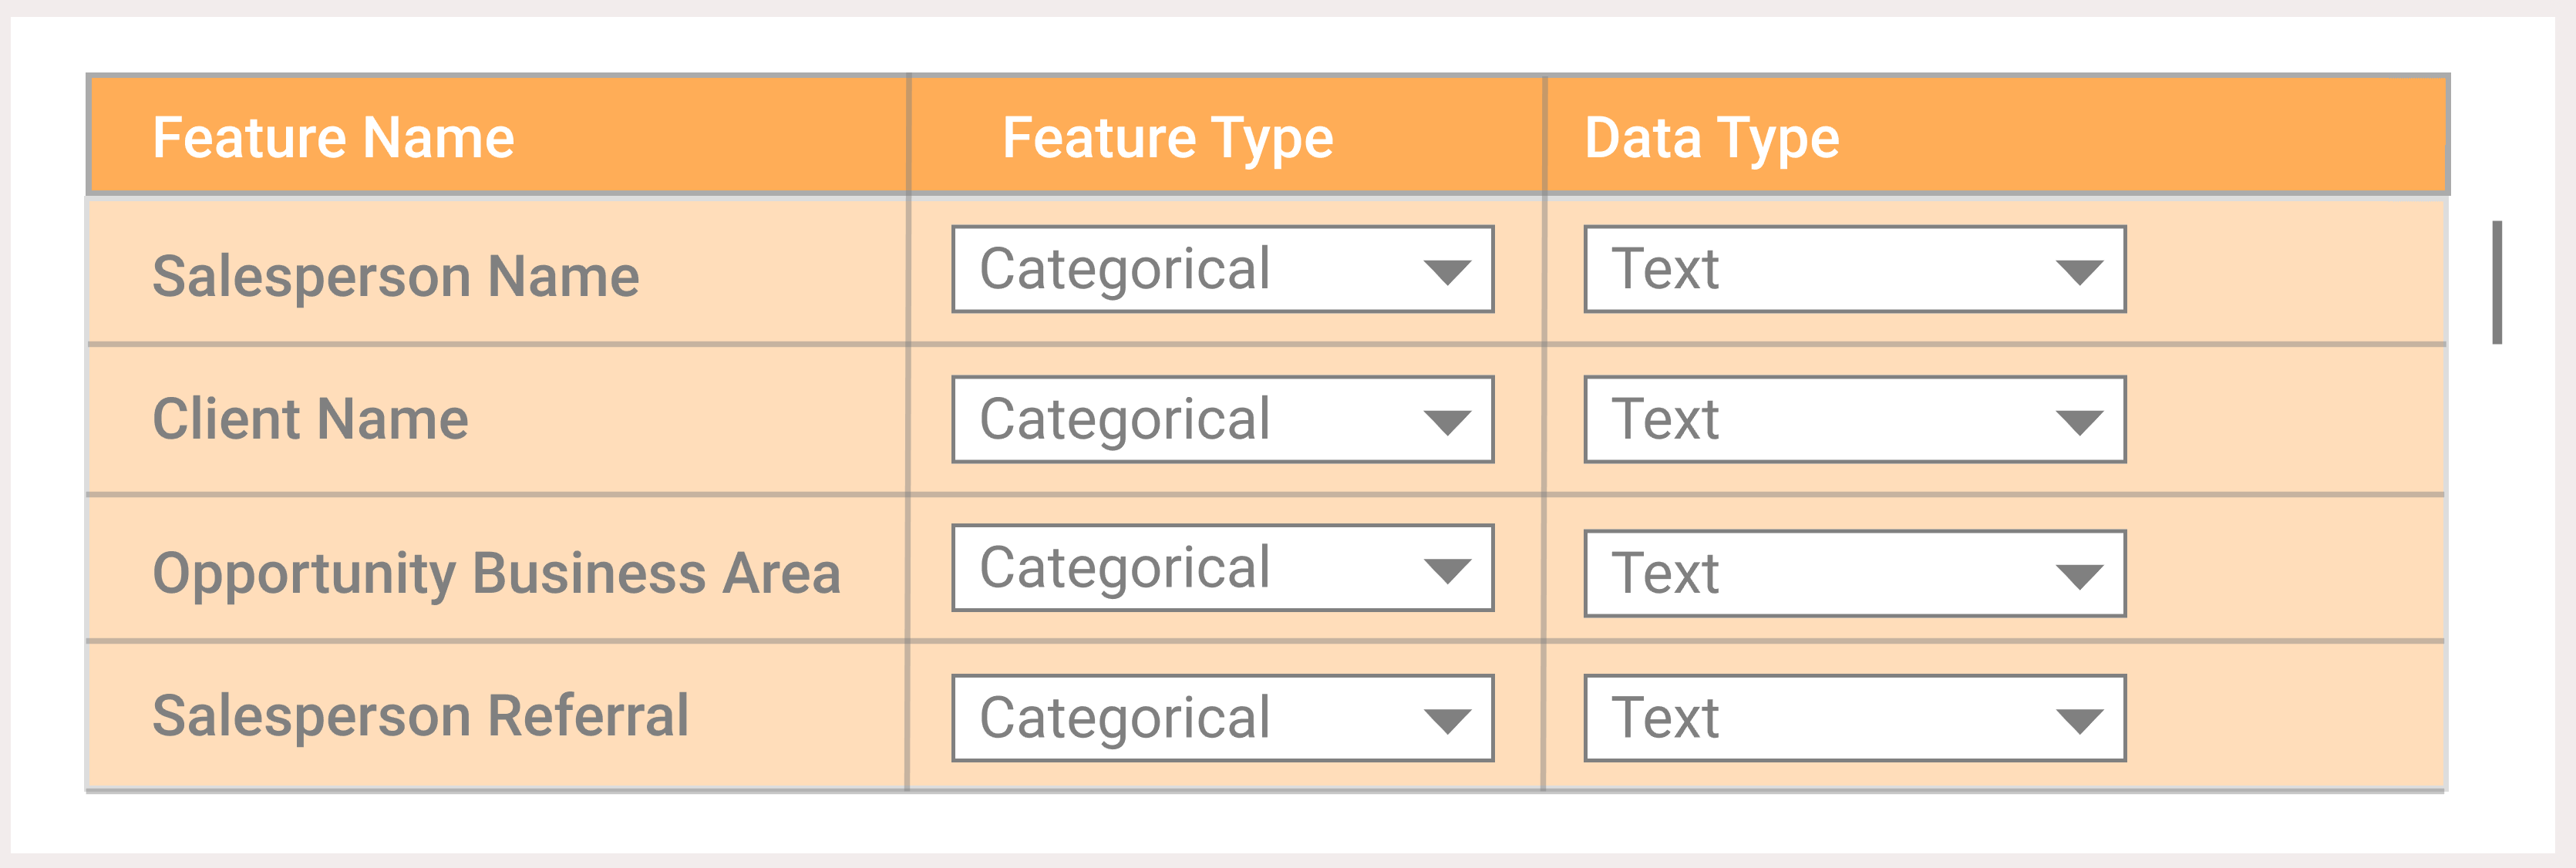 Feature Name Feature Type Data Type
Salesperson Name Categorical Text
Client Name Categorical Text
Opportunity Business Area Categorical Text
Salesperson Referral Categorical Text